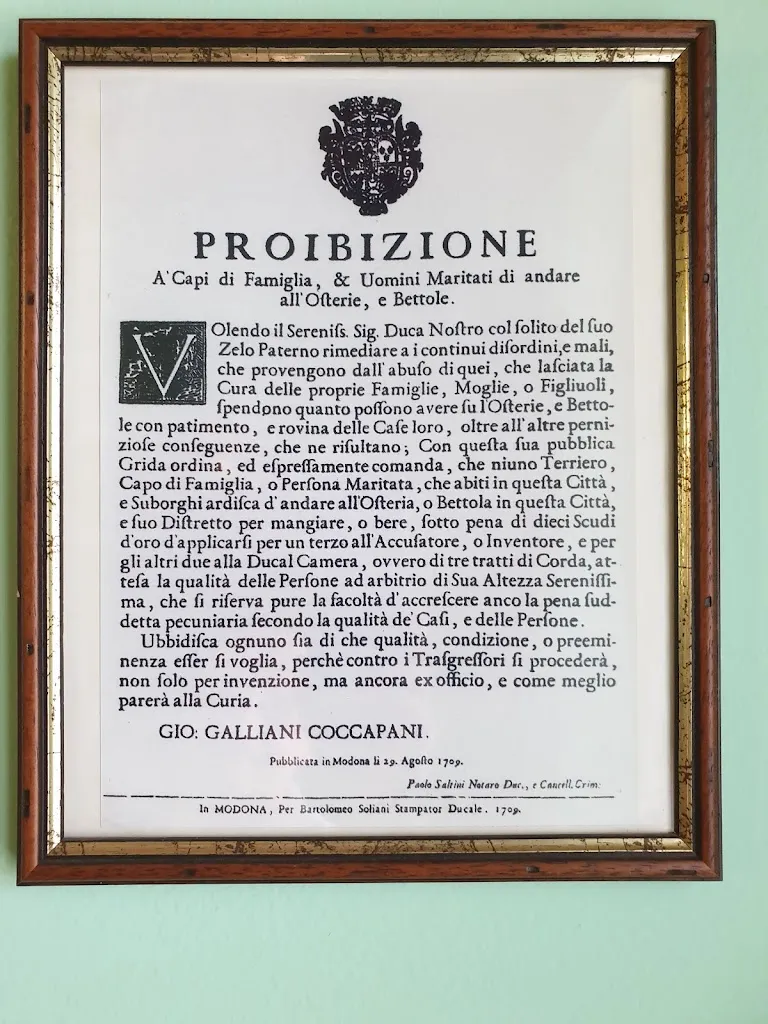 PROIBIZIONE
A' Capi di Famiglia, & Uomini Maritati di andare
all'Oſterie, e Bettole.
VOlendo il Sereniſs. Sig. Duca Noſtro col ſolito del ſuo
Zelo Paterno rimediare a i continui diſordini,e mali,
che provengono dall'abuſo di quei, che laſciata la
Cura delle proprie Famiglie, Moglie, o Figliuoli,
ſpendono quanto poſſono avere ſu l'Oſterie, e Betto-
le con patimento, e rovina delle Caſe loro, oltre all'altre perni-
zioſe conſeguenze, che ne riſultano; Con queſta ſua pubblica
Grida ordina, ed eſpreſſamente comanda, che niuno Terriero,
Capo di Famiglia, o Perſona Maritata, che abiti in queſta Città,
e Suborghi ardiſca d'andare all'Oſteria, o Bettola in queſta Città,
e ſuo Diſtretto per mangiare, o bere, ſotto pena di dieci Scudi
d'oro d'applicarſi per un terzo all'Accuſatore, o Inventore, e per
gli altri due alla Ducal Camera, ovvero di tre tratti di Corda, at-
teſa la qualità delle Perſone ad arbitrio di Sua Altezza Sereniſſi-
ma, che ſi riſerva pure la facoltà d'accreſcere anco la pena ſud-
detta pecuniaria ſecondo la qualità de' Caſi, e delle Perſone.
Ubbidiſca ognuno ſia di che qualità, condizione, o preemi-
nenza eſſer ſi voglia, perchè contro i Traſgreſſori ſi procederà,
non ſolo per invenzione, ma ancora ex officio, e come meglio
parerà alla Curia.
GIO: GALLIANI COCCAPANI.
Pubblicata in Modona li 29. Agoſto 1709.
Paolo Saltini Notaro Duc., e Cancell. Crim:
In MODONA, Per Bartolomeo Soliani Stampator Ducale. 1709.